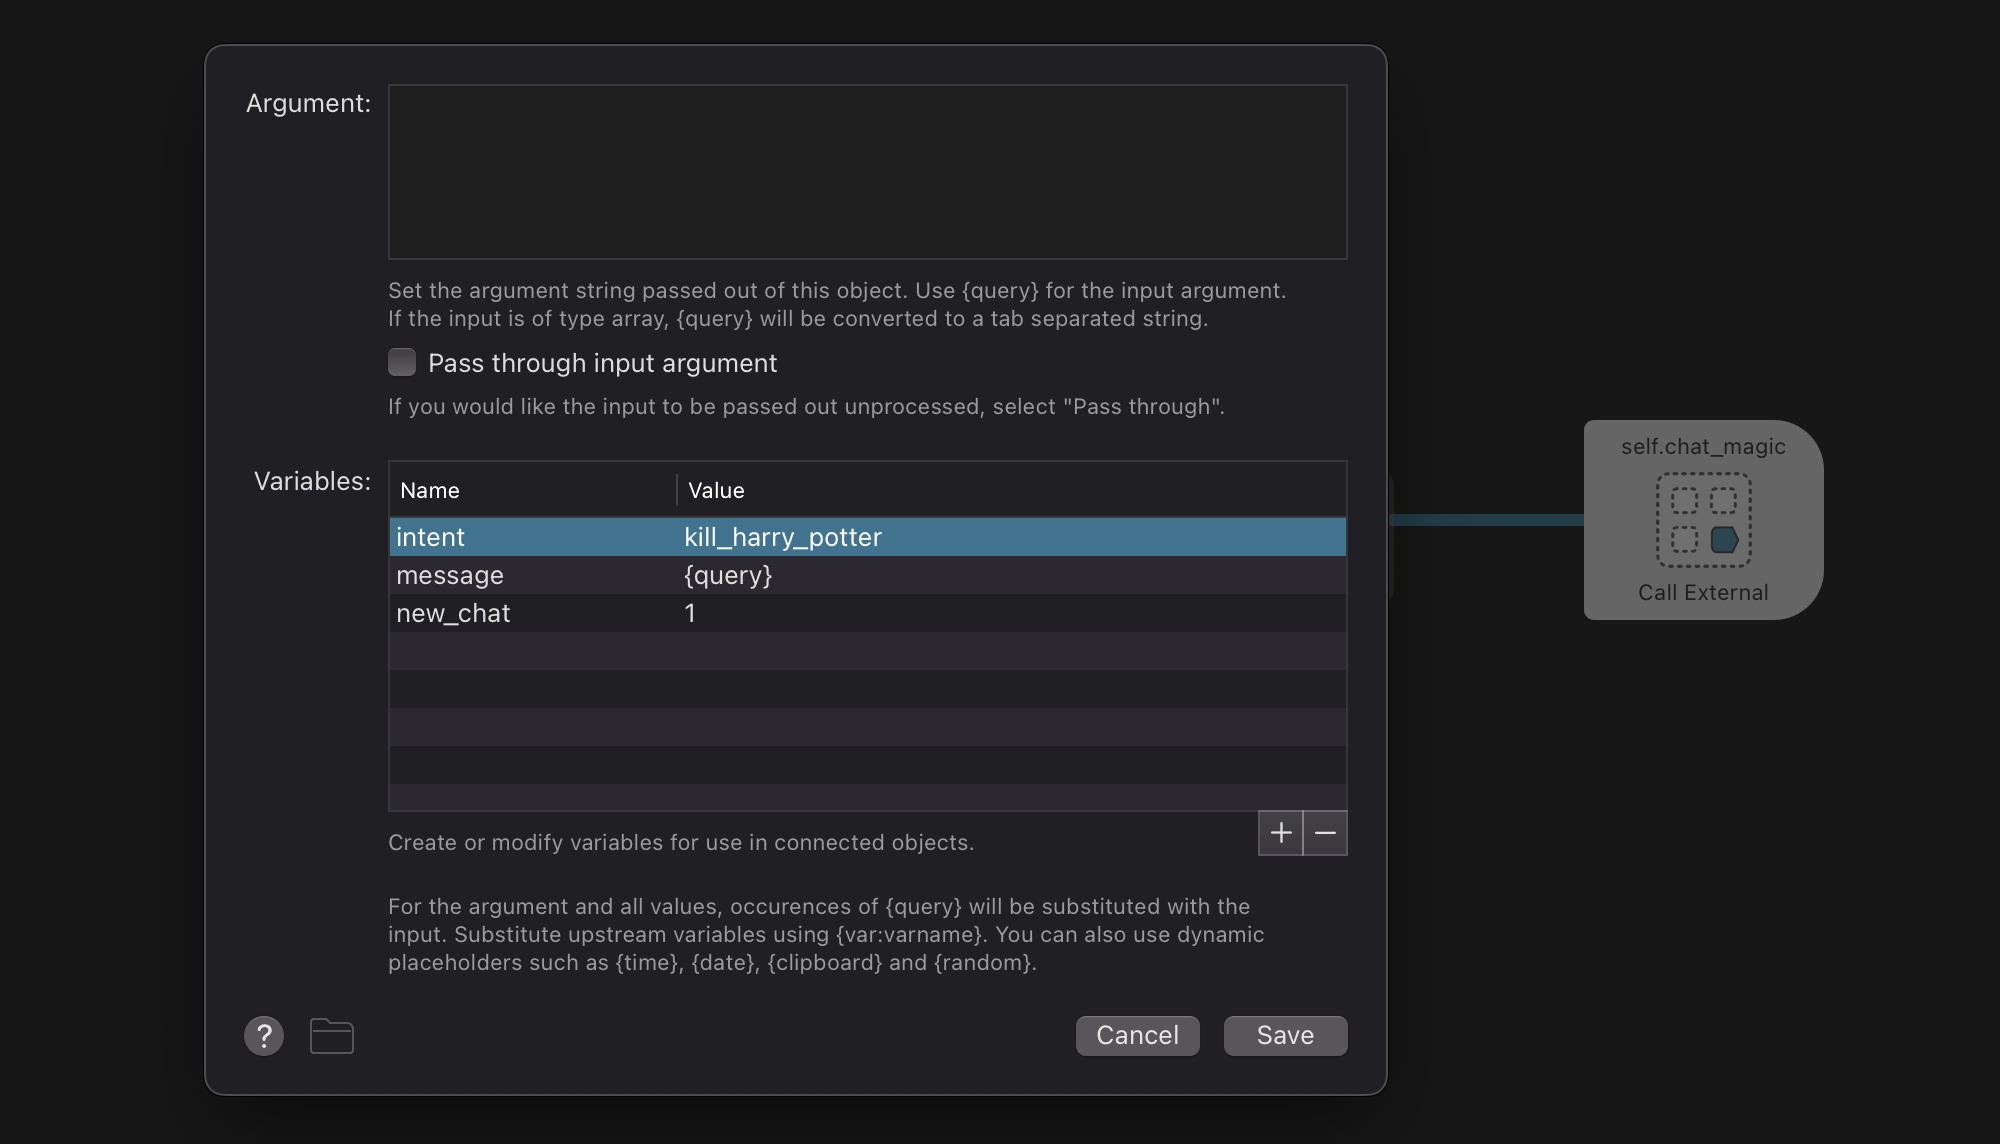 Argument:
Set the argument string passed out of this object. Use {query} for the input argument.
If the input is of type array, {query} will be converted to a tab separated string.
Pass through input argument
If you would like the input to be passed out unprocessed, select "Pass through".
Variables:
Name Value
intent kill_harry_potter
message {query}
new_chat 1
Create or modify variables for use in connected objects.
+ −
For the argument and all values, occurences of {query} will be substituted with the
input. Substitute upstream variables using {var:varname}. You can also use dynamic
placeholders such as {time}, {date}, {clipboard} and {random}.
?
Cancel Save
self.chat_magic
Call External